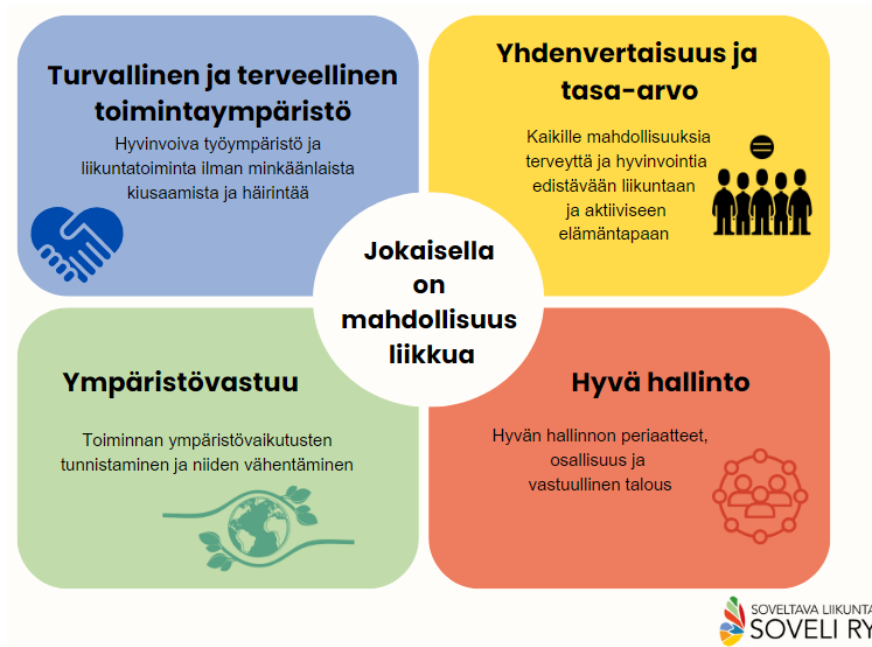 Turvallinen ja terveellinen
toimintaympäristö
Hyvinvoiva työympäristö ja
liikuntatoiminta ilman minkäänlaista
kiusaamista ja häirintää
Yhdenvertaisuus ja
tasa-arvo
Kaikille mahdollisuuksia
terveyttä ja hyvinvointia
edistävään liikuntaan
ja aktiiviseen
elämäntapaan
Jokaisella
on
mahdollisuus
liikkua
Ympäristövastuu
Toiminnan ympäristövaikutusten
tunnistaminen ja niiden vähentäminen
Hyvä hallinto
Hyvän hallinnon periaatteet,
osallisuus ja
vastuullinen talous
SOVELTAVA LIIKUNTA
SOVELI RY